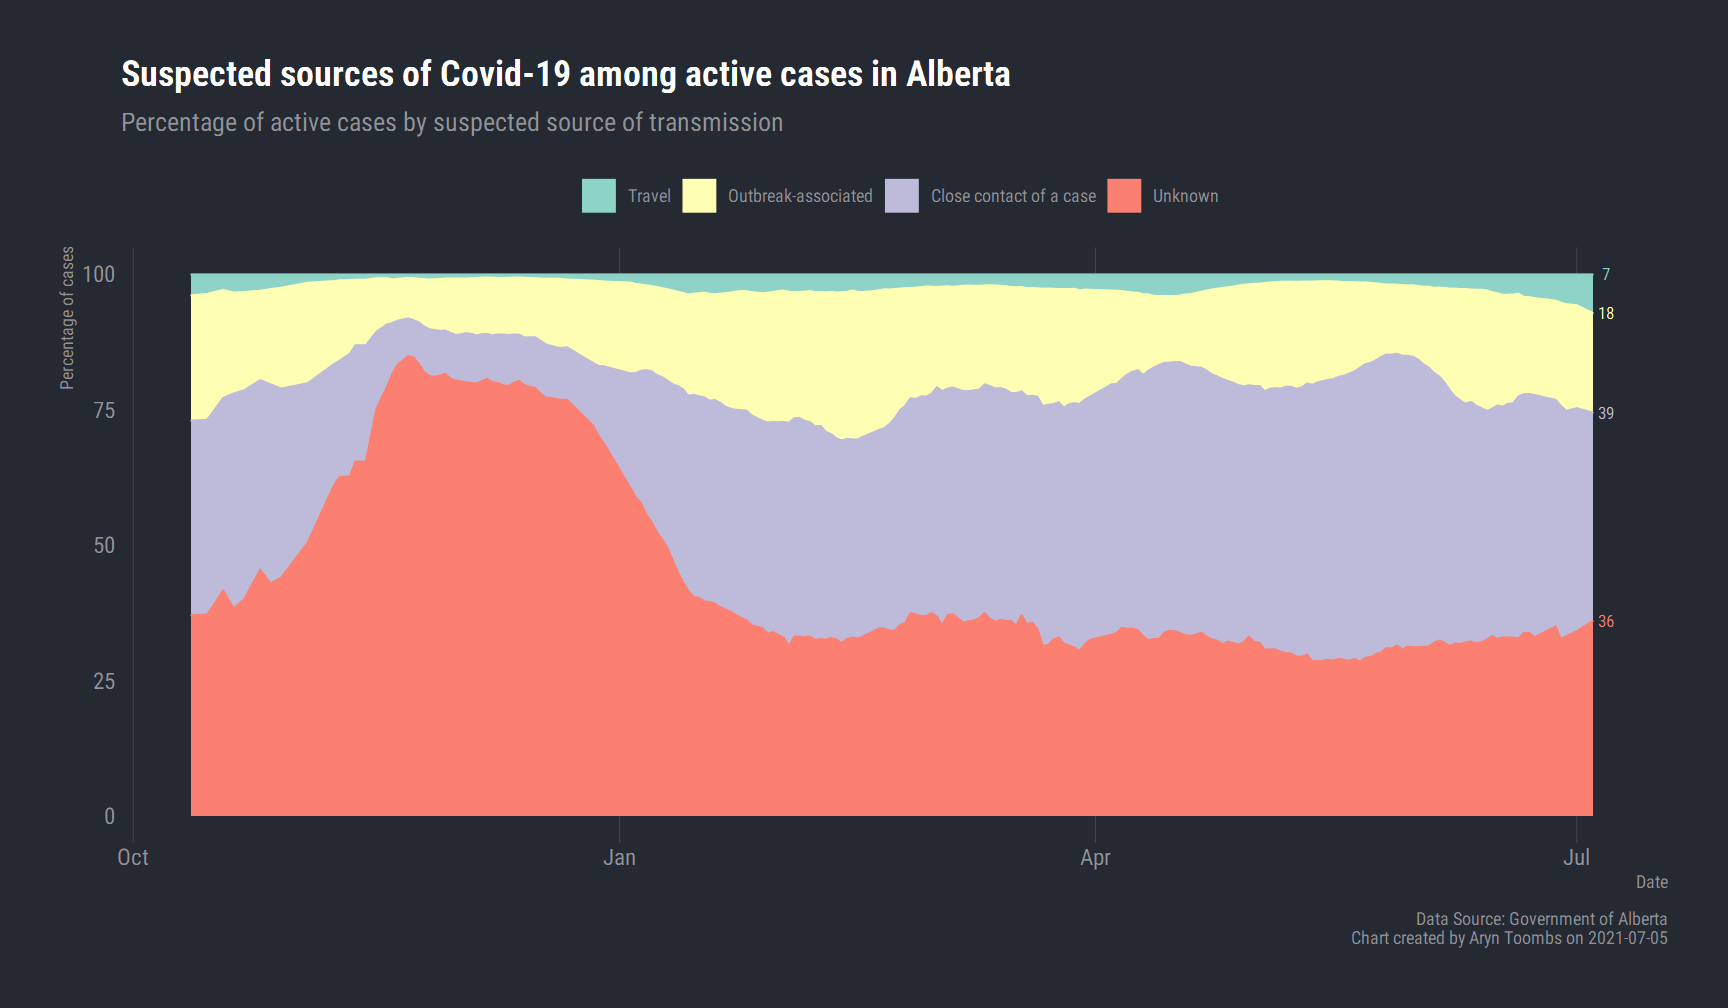 Suspected sources of Covid-19 among active cases in Alberta
Percentage of active cases by suspected source of transmission
Travel Outbreak-associated Close contact of a case Unknown
Percentage of cases
100
75
50
25
0
7
18
39
36
Oct Jan Apr Jul
Date
Data Source: Government of Alberta
Chart created by Aryn Toombs on 2021-07-05